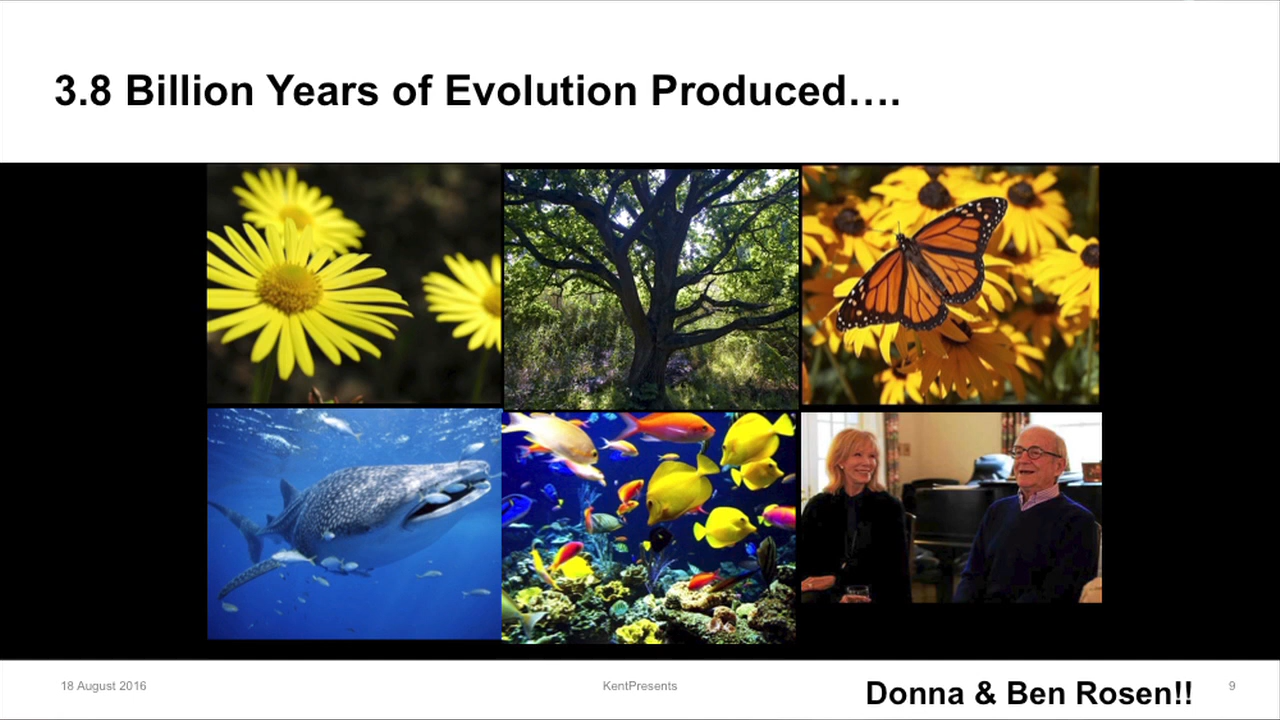 3.8 Billion Years of Evolution Produced….
18 August 2016
KentPresents
Donna & Ben Rosen!!
9